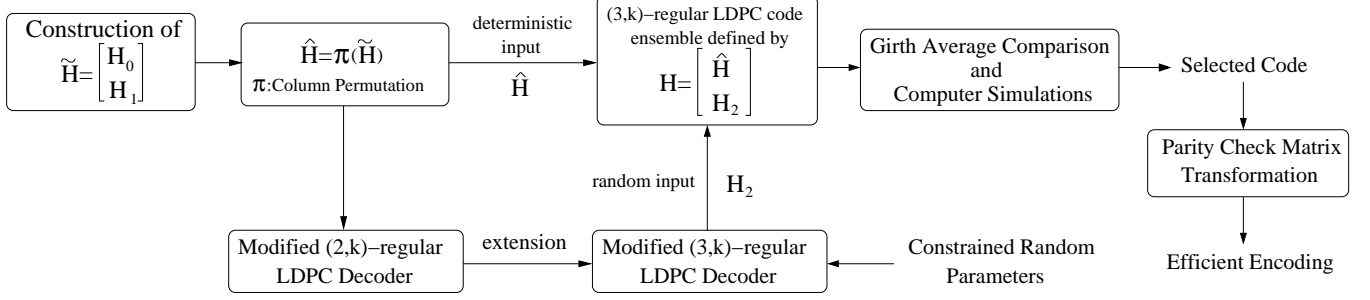 Construction of
H̃=[H₀
H₁]
Ĥ=π(H̃)
π:Column Permutation
deterministic
input
Ĥ
(3,k)−regular LDPC code
ensemble defined by
H=[Ĥ
H₂]
Girth Average Comparison
and
Computer Simulations
Selected Code
Parity Check Matrix
Transformation
Efficient Encoding
random input
H₂
Modified (2,k)−regular
LDPC Decoder
extension
Modified (3,k)−regular
LDPC Decoder
Constrained Random
Parameters